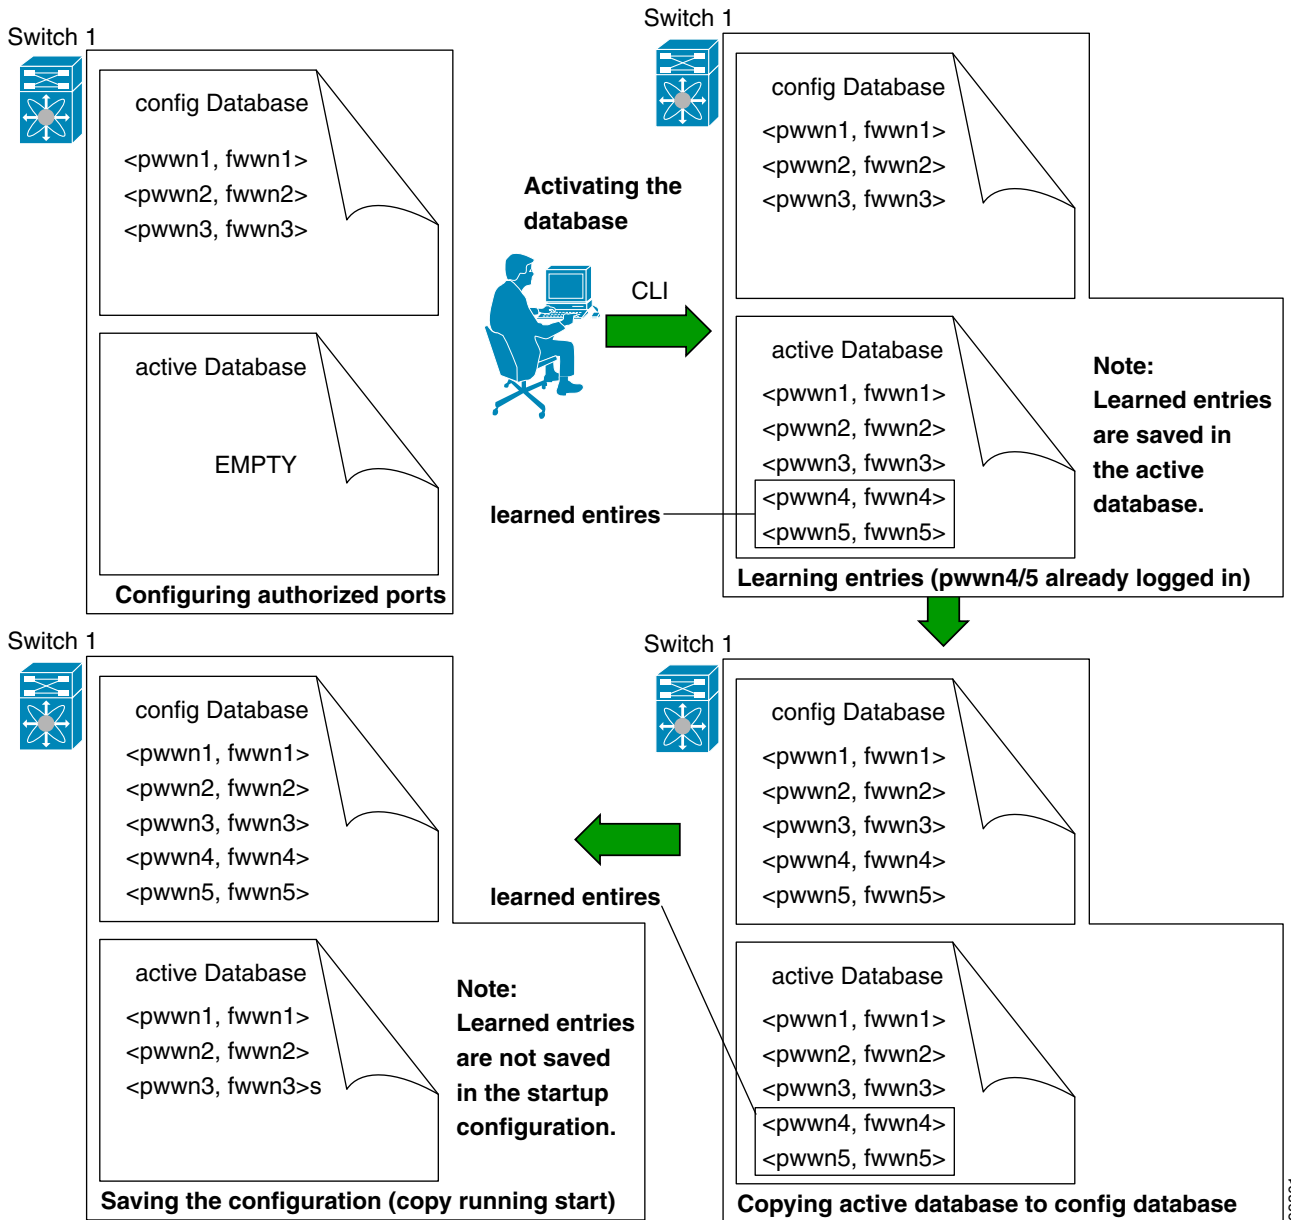 Switch 1
config Database
<pwwn1, fwwn1>
<pwwn2, fwwn2>
<pwwn3, fwwn3>
active Database
EMPTY
Configuring authorized ports
Activating the
database
CLI
Switch 1
config Database
<pwwn1, fwwn1>
<pwwn2, fwwn2>
<pwwn3, fwwn3>
active Database
<pwwn1, fwwn1>
<pwwn2, fwwn2>
<pwwn3, fwwn3>
<pwwn4, fwwn4>
<pwwn5, fwwn5>
learned entires
Note:
Learned entries
are saved in
the active
database.
Learning entries (pwwn4/5 already logged in)
Switch 1
config Database
<pwwn1, fwwn1>
<pwwn2, fwwn2>
<pwwn3, fwwn3>
<pwwn4, fwwn4>
<pwwn5, fwwn5>
active Database
<pwwn1, fwwn1>
<pwwn2, fwwn2>
<pwwn3, fwwn3>s
Note:
Learned entries
are not saved
in the startup
configuration.
Saving the configuration (copy running start)
Switch 1
config Database
<pwwn1, fwwn1>
<pwwn2, fwwn2>
<pwwn3, fwwn3>
<pwwn4, fwwn4>
<pwwn5, fwwn5>
learned entires
active Database
<pwwn1, fwwn1>
<pwwn2, fwwn2>
<pwwn3, fwwn3>
<pwwn4, fwwn4>
<pwwn5, fwwn5>
Copying active database to config database